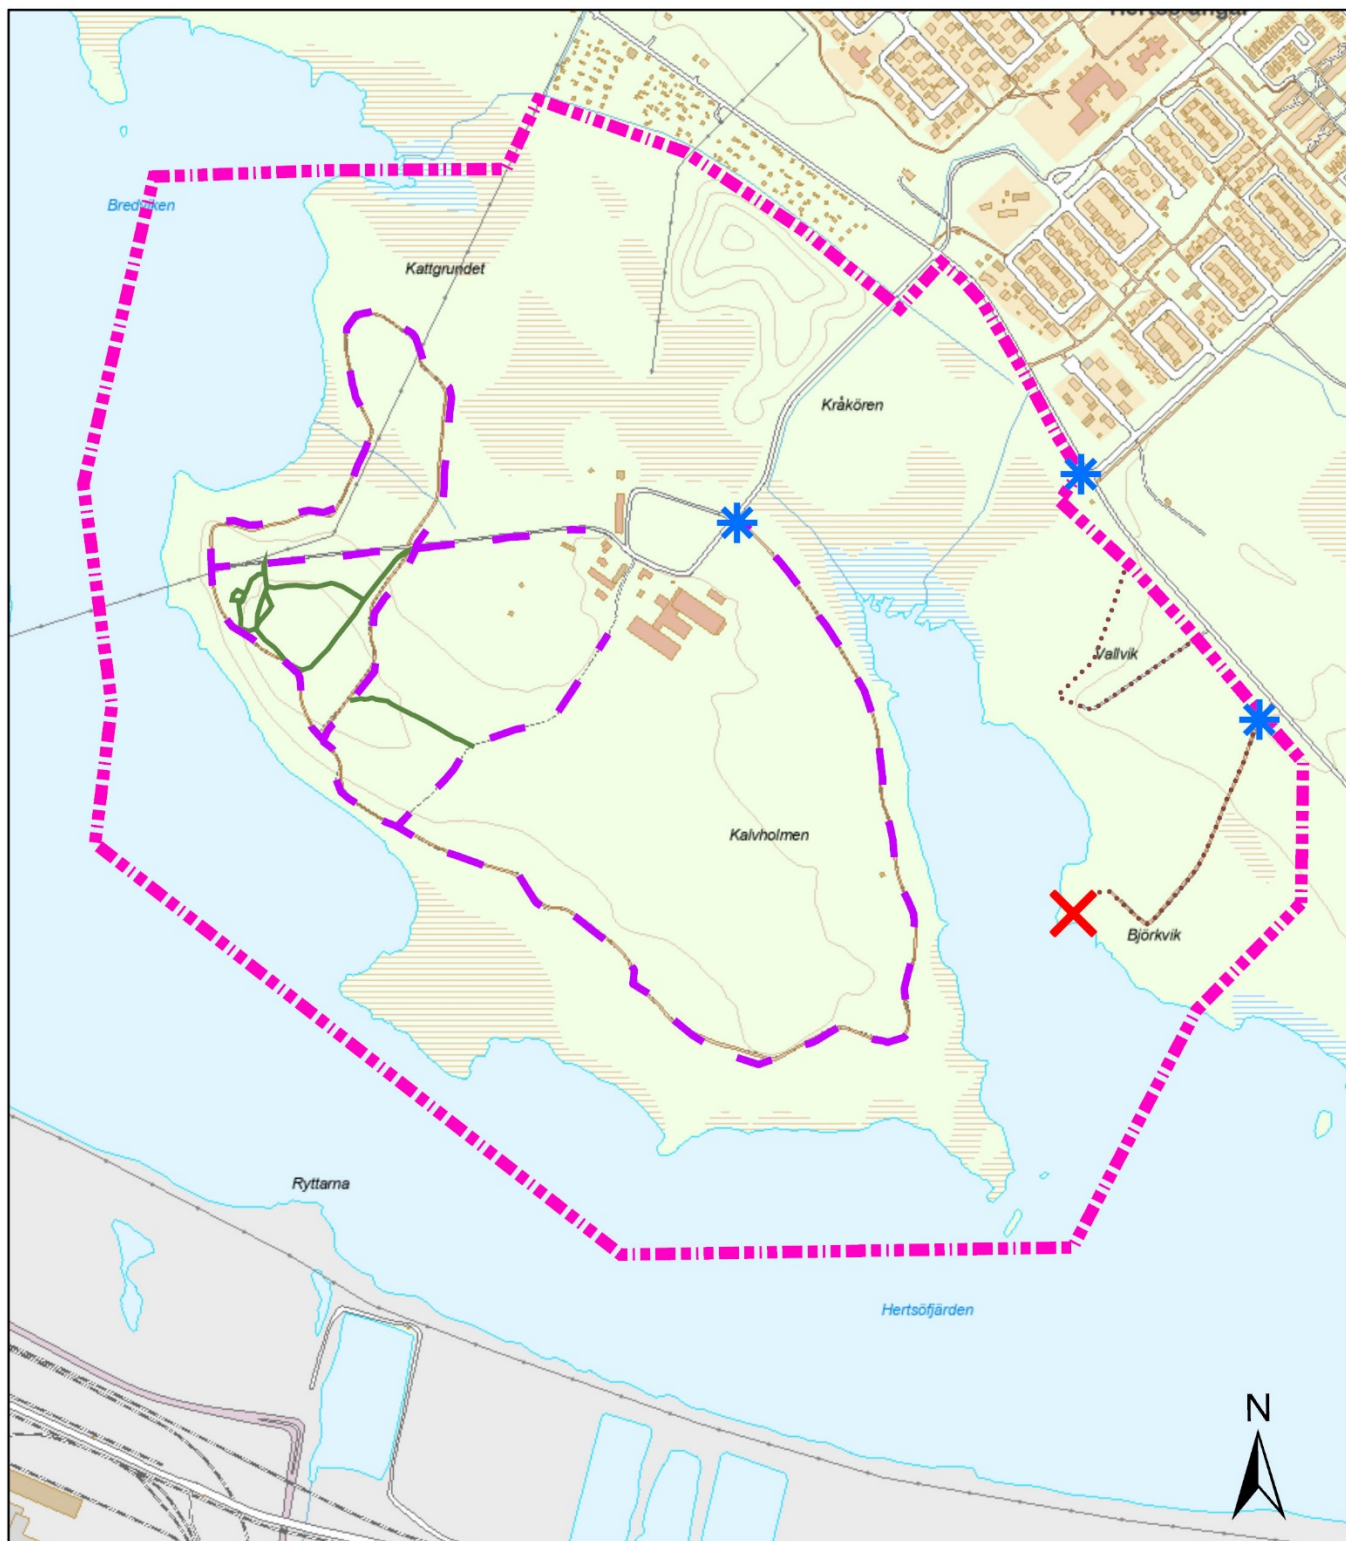 Bredviken
Kattgrundet
Kråkören
Vallvik
Kalvholmen
Björkvik
Ryttarna
Hertsöfjärden
N